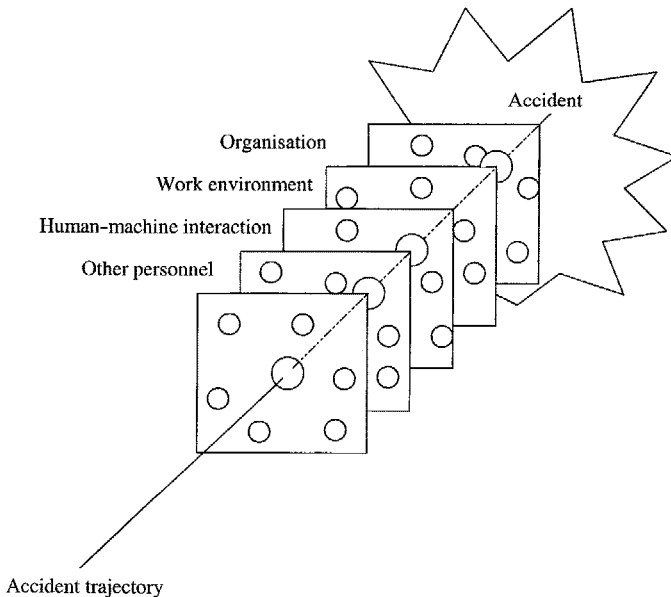 Accident
Organisation
Work environment
Human-machine interaction
Other personnel
Accident trajectory